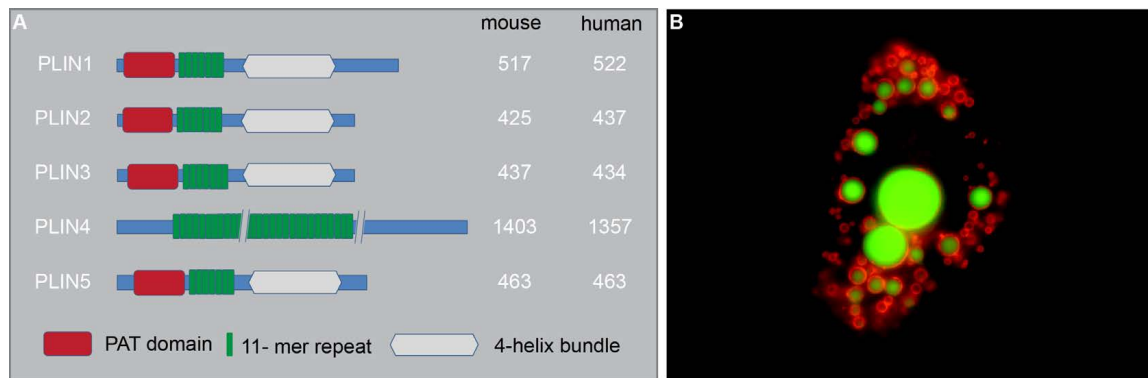 A
mouse human
PLIN1 517 522
PLIN2 425 437
PLIN3 437 434
PLIN4 1403 1357
PLIN5 463 463
PAT domain 11- mer repeat 4-helix bundle
B